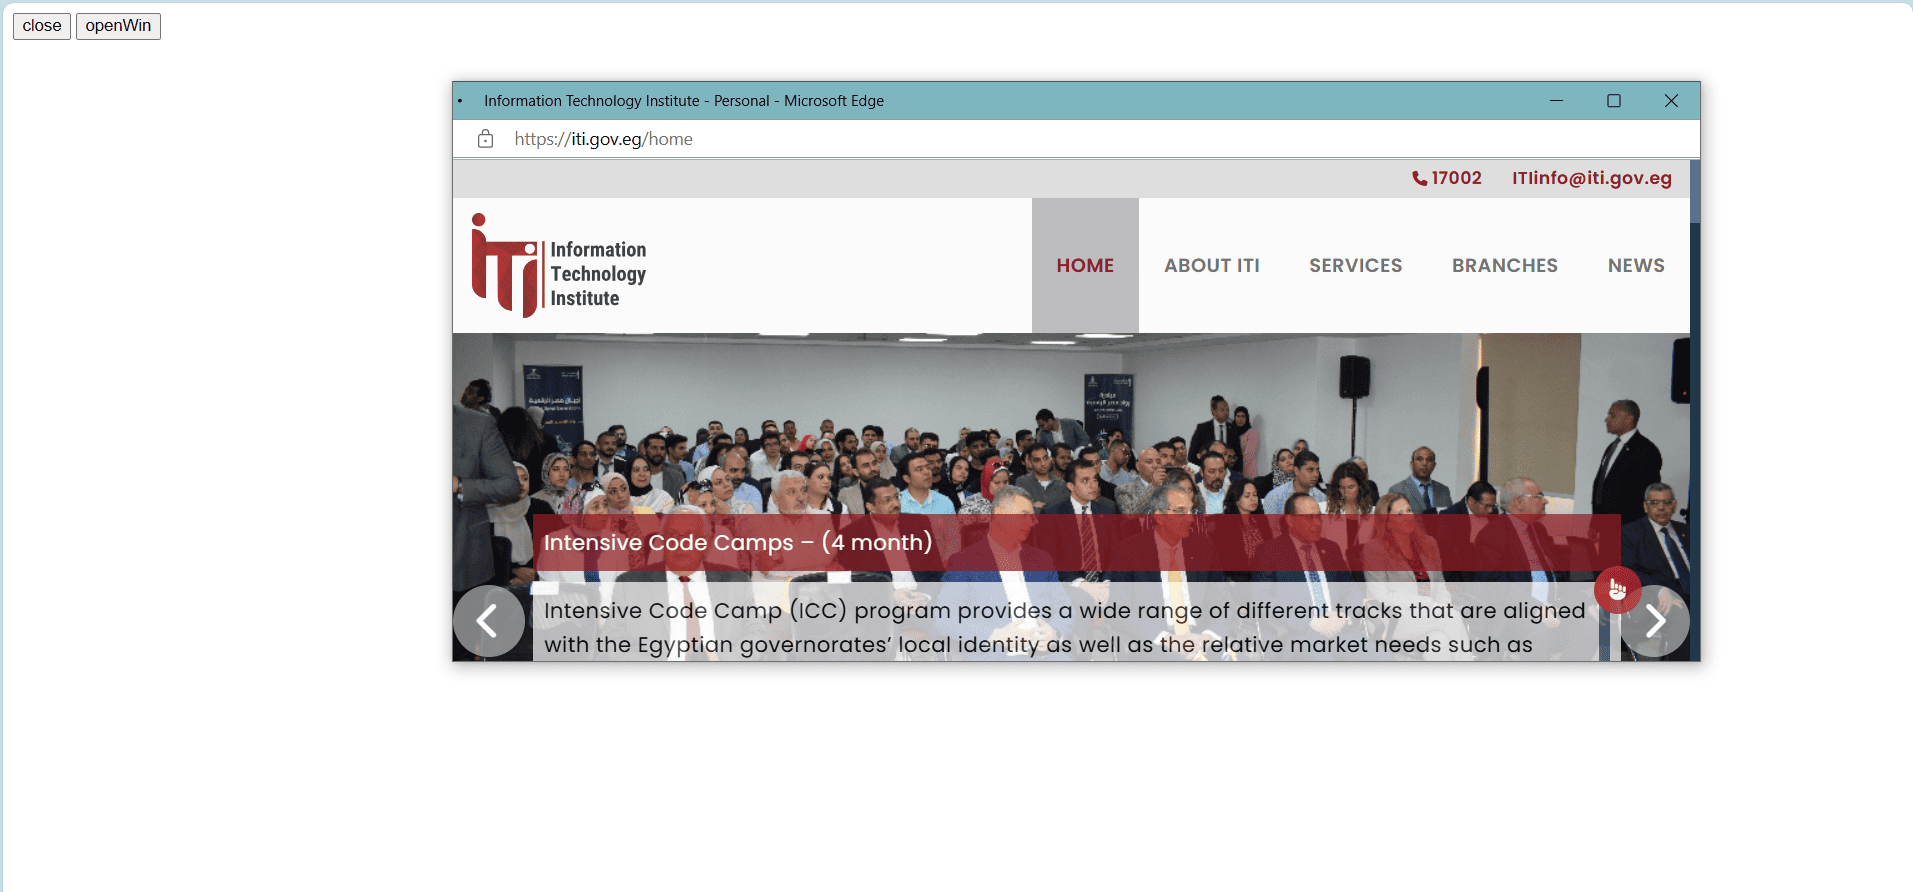 close openWin
Information Technology Institute - Personal - Microsoft Edge
https://iti.gov.eg/home
17002 ITIinfo@iti.gov.eg
iTi Information
Technology
Institute
HOME ABOUT ITI SERVICES BRANCHES NEWS
Intensive Code Camps – (4 month)
Intensive Code Camp (ICC) program provides a wide range of different tracks that are aligned
with the Egyptian governorates’ local identity as well as the relative market needs such as